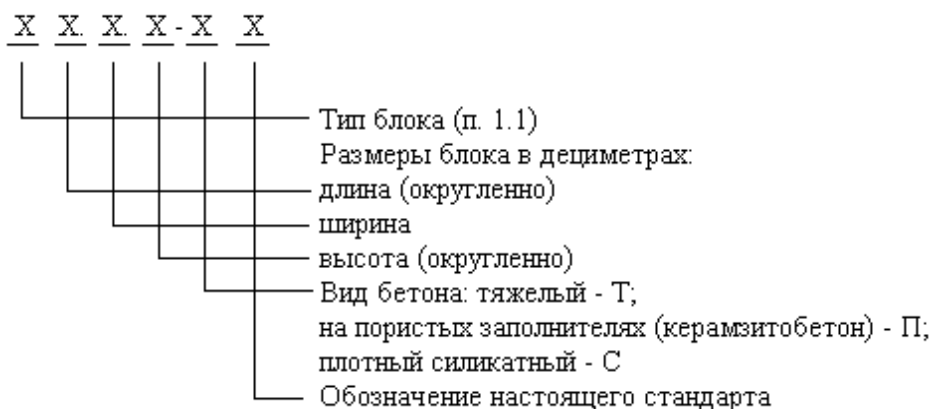 X X. X. X - X X
Тип блока (п. 1.1)
Размеры блока в дециметрах:
длина (округленно)
ширина
высота (округленно)
Вид бетона: тяжелый - Т;
на пористых заполнителях (керамзитобетон) - П;
плотный силикатный - С
Обозначение настоящего стандарта